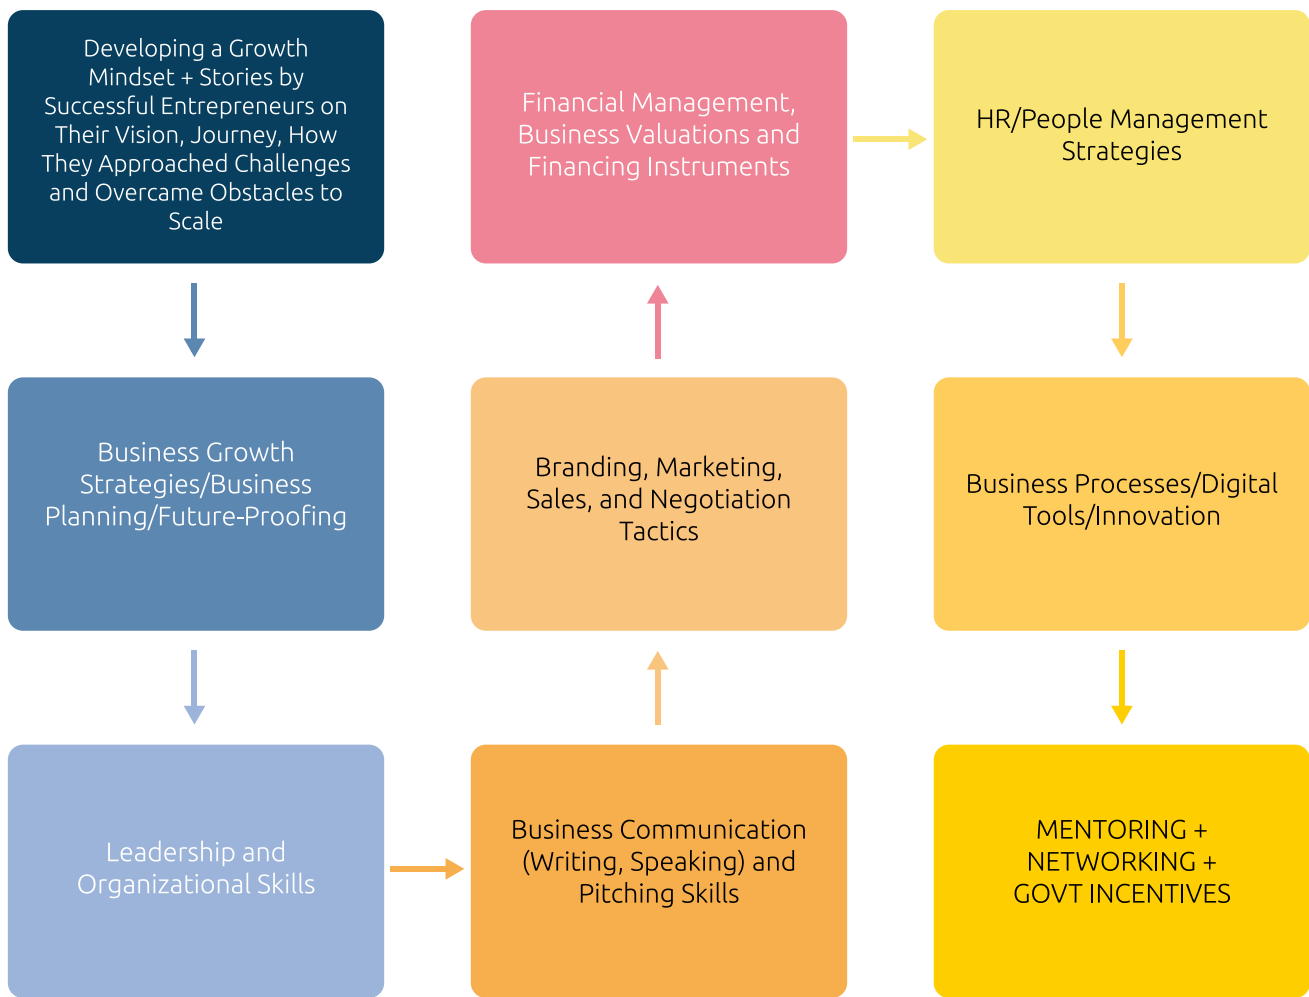 Developing a Growth
Mindset + Stories by
Successful Entrepreneurs on
Their Vision, Journey, How
They Approached Challenges
and Overcame Obstacles to
Scale
Business Growth
Strategies/Business
Planning/Future-Proofing
Leadership and
Organizational Skills
Business Communication
(Writing, Speaking) and
Pitching Skills
Branding, Marketing,
Sales, and Negotiation
Tactics
Financial Management,
Business Valuations and
Financing Instruments
HR/People Management
Strategies
Business Processes/Digital
Tools/Innovation
MENTORING +
NETWORKING +
GOVT INCENTIVES